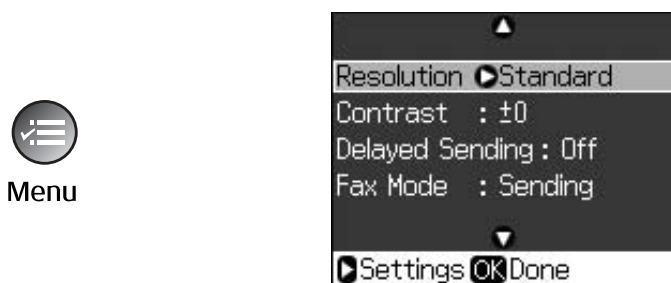 Menu
Resolution Standard
Contrast : ±0
Delayed Sending : Off
Fax Mode : Sending
Settings OK Done